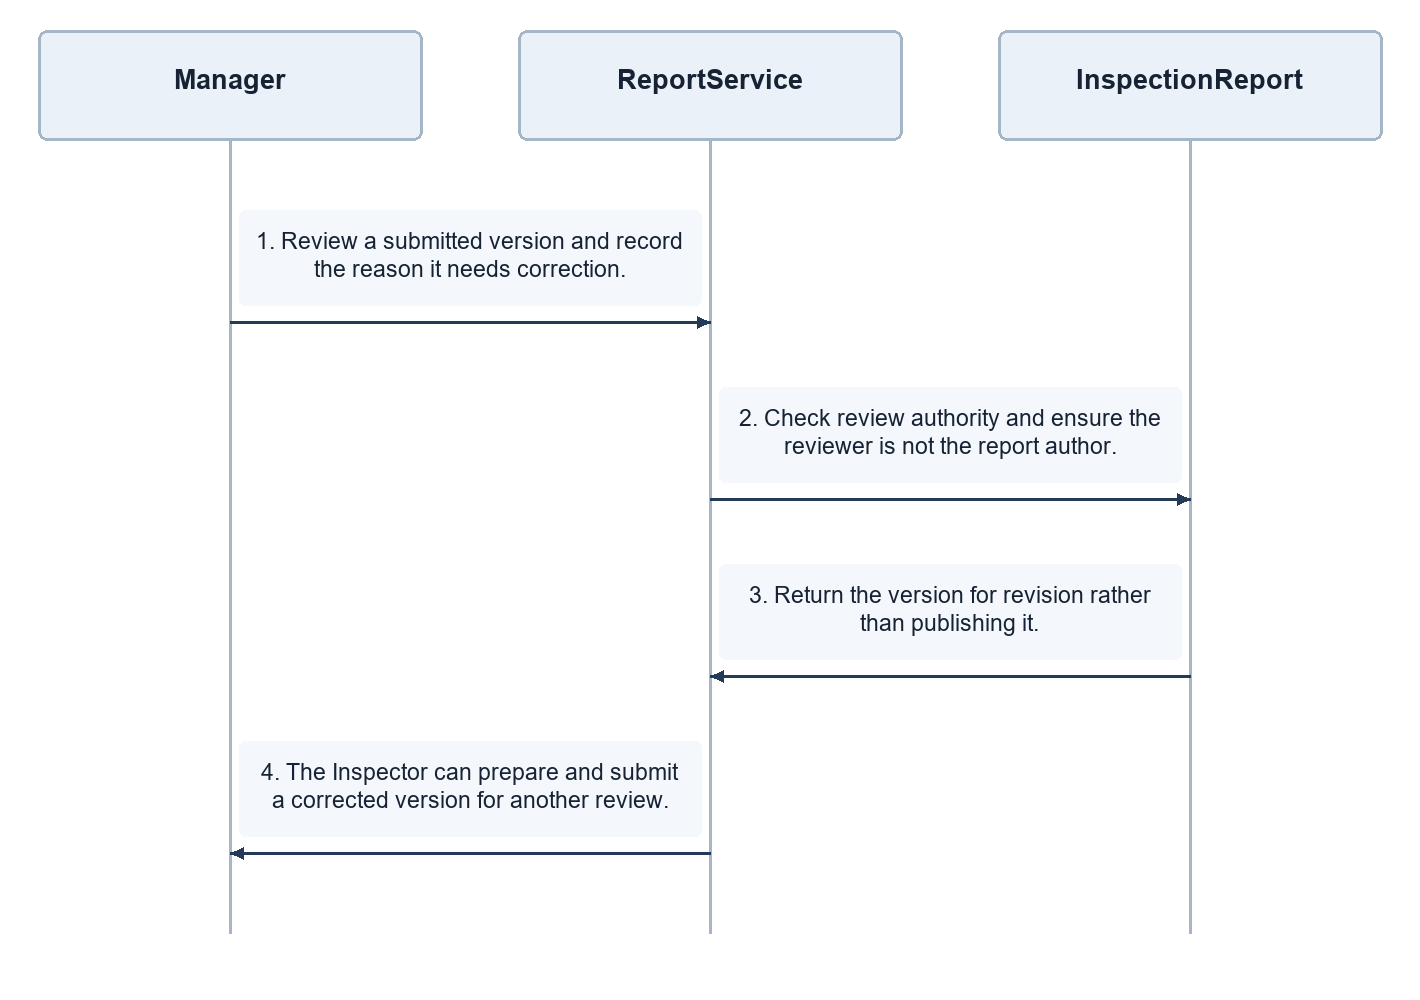 Manager
ReportService
InspectionReport
1. Review a submitted version and record
the reason it needs correction.
2. Check review authority and ensure the
reviewer is not the report author.
3. Return the version for revision rather
than publishing it.
4. The Inspector can prepare and submit
a corrected version for another review.